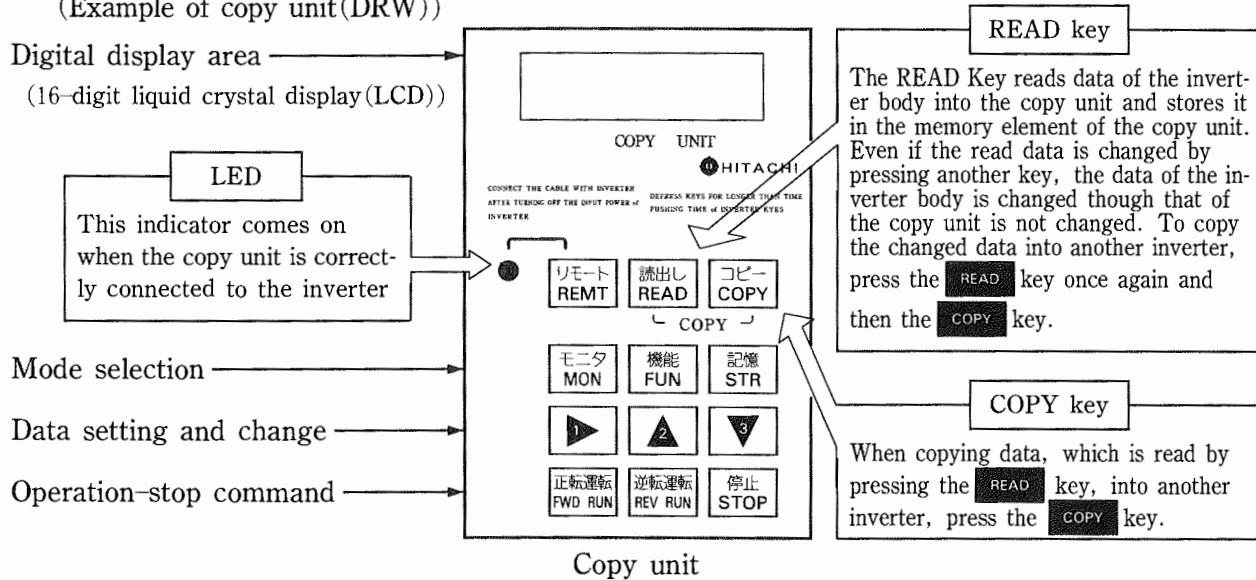 (Example of copy unit(DRW))
Digital display area
(16-digit liquid crystal display(LCD))
LED
This indicator comes on
when the copy unit is correct-
ly connected to the inverter
Mode selection
Data setting and change
Operation-stop command
COPY UNIT
HITACHI
CONNECT THE CABLE WITH INVERTER
AFTER TURNING OFF THE INPUT POWER of
INVERTER
DEPRESS KEYS FOR LONGER THAN TIME
PUSHING TIME of INVERTER KYES
リモート 読出し コピー
REMT READ COPY
COPY
モニタ 機能 記憶
MON FUN STR
1 2 3
正転運転 逆転運転 停止
FWD RUN REV RUN STOP
Copy unit
READ key
The READ Key reads data of the invert-
er body into the copy unit and stores it
in the memory element of the copy unit.
Even if the read data is changed by
pressing another key, the data of the in-
verter body is changed though that of
the copy unit is not changed. To copy
the changed data into another inverter,
press the READ key once again and
then the COPY key.
COPY key
When copying data, which is read by
pressing the READ key, into another
inverter, press the COPY key.